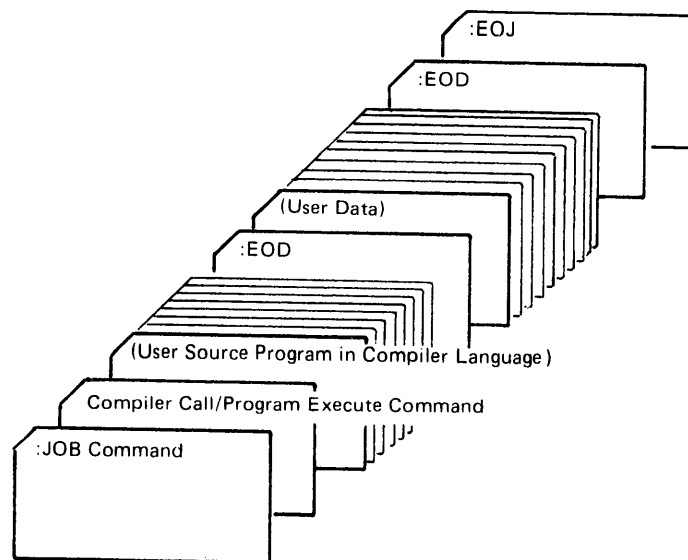 :EOJ
:EOD
(User Data)
:EOD
(User Source Program in Compiler Language)
Compiler Call/Program Execute Command
:JOB Command